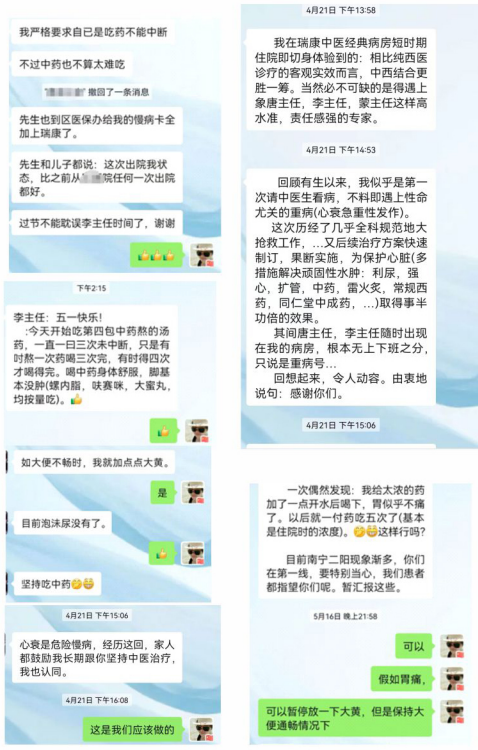 我严格要求自已是吃药不能中断
不过中药也不算太难吃
撤回了一条消息
先生也到区医保办给我的慢病卡全
加上瑞康了。
先生和儿子都说：这次出院我状
态，比之前从
院任何一次出院
都好。
过节不能耽误李主任时间了，谢谢
👍👍👍
下午2:15
李主任：五一快乐！
:今天开始吃第四包中药熬的汤
药，一直一曰三次未中断，只是有
时熬一次药喝三次完，有时得四次
才喝得完。喝中药身体舒服，脚基
本没肿(螺内脂，呋赛咪，大蜜丸，
均按量吃)。👍
👍
如大便不畅时，我就加点点大黄。
是
目前泡沫尿没有了。
👍
坚持吃中药
4月21日 下午15:06
心衰是危险慢病，经历这回，家人
都鼓励我长期跟你坚持中医治疗，
我也认同。
4月21日 下午16:08
这是我们应该做的
4月21日 下午13:58
我在瑞康中医经典病房短时期
住院即切身体验到的：相比纯西医
诊疗的客观实效而言，中西结合更
胜一筹。当然必不可缺的是得遇上
象唐主任，李主任，蒙主任这样高
水准，责任感强的专家。
4月21日 下午14:53
回顾有生以来，我似乎是第一
次请中医生看病，不料即遇上性命
尤关的重病(心衰急重性发作)。
这次历经了几乎全科规范地大
抢救工作，…又后续治疗方案快速
制订，果断实施，为保护心脏(多
措施解决顽固性水肿：利尿，强
心，扩管，中药，雷火炙，常规西
药，同仁堂中成药，…)取得事半
功倍的效果。
其间唐主任，李主任随时出现
在我的病房，根本无上下班之分，
只说是重病号…
回想起来，令人动容。由衷地
说句：感谢你们。
4月21日 下午15:06
一次偶然发现：我给太浓的药
加了一点开水后喝下，胃似乎不痛
了。以后就一付药吃五次了(基本
是住院时的浓度)。这样行吗？
目前南宁二阳现象渐多，你们
在第一线，要特别当心，我们患者
都指望你们呢。暂汇报这些。
5月16日 晚上21:58
可以
假如胃痛，
可以暂停放一下大黄，但是保持大
便通畅情况下